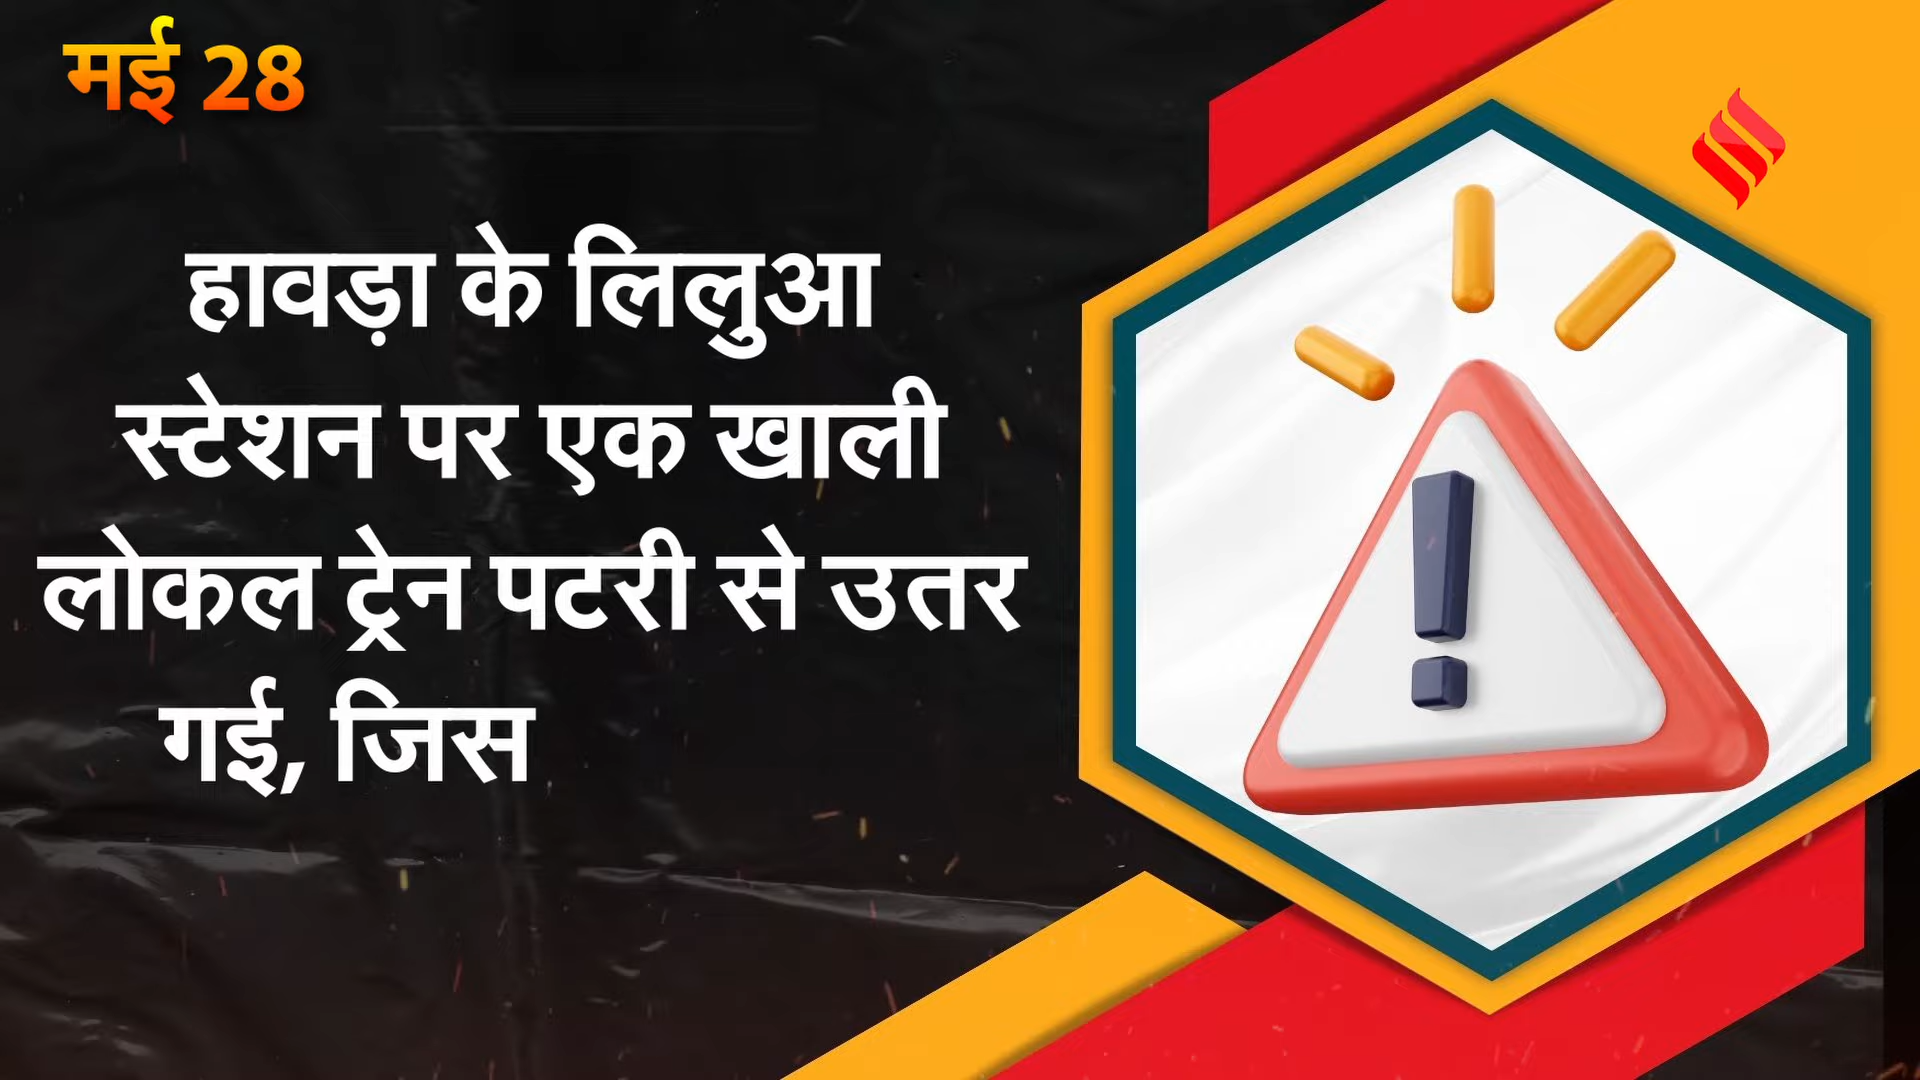 मई 28
हावड़ा के लिलुआ
स्टेशन पर एक खाली
लोकल ट्रेन पटरी से उतर
गई, जिस